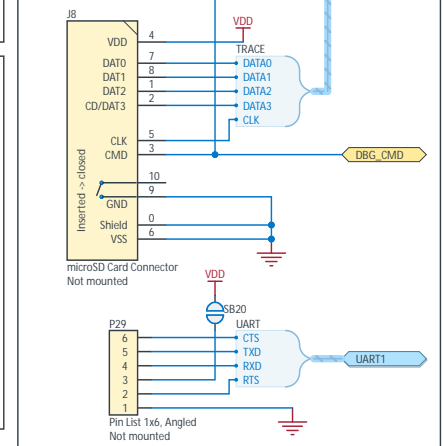 J8
VDD
4
VDD
TRACE
DAT0 7 DATA0
DAT1 8 DATA1
DAT2 1 DATA2
CD/DAT3 2 DATA3
CLK
CLK 5
CMD 3
DBG_CMD
Inserted -> closed
10
9
GND
Shield 0
VSS 6
microSD Card Connector
Not mounted
VDD
SB20
P29
UART
6 CTS
5 TXD
4 RXD
3 RTS
2
1
UART1
Pin List 1x6, Angled
Not mounted